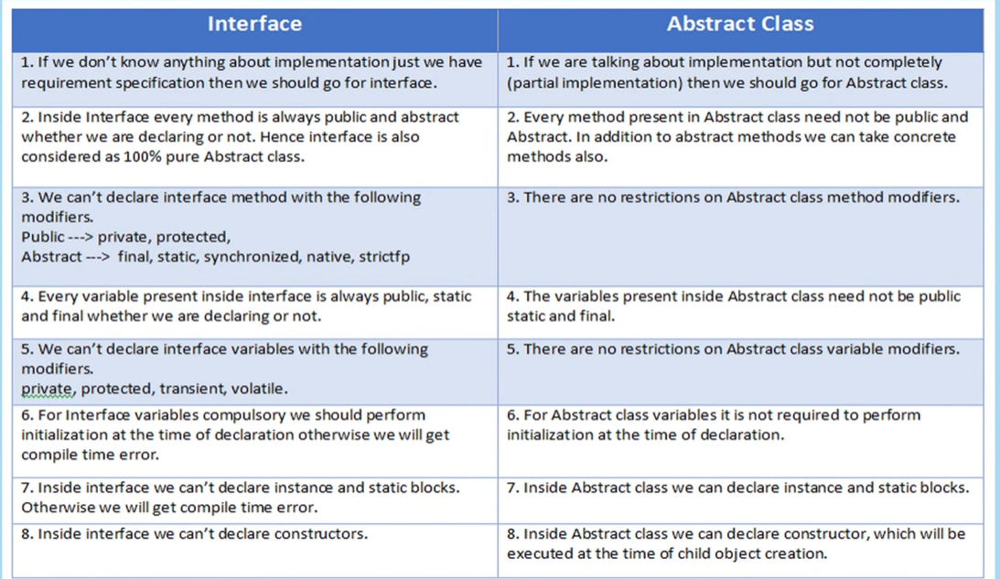 Interface
Abstract Class
1. If we don't know anything about implementation just we have
requirement specification then we should go for interface.
1. If we are talking about implementation but not completely
(partial implementation) then we should go for Abstract class.
2. Inside Interface every method is always public and abstract
whether we are declaring or not. Hence interface is also
considered as 100% pure Abstract class.
2. Every method present in Abstract class need not be public and
Abstract. In addition to abstract methods we can take concrete
methods also.
3. We can't declare interface method with the following
modifiers.
Public ---> private, protected,
Abstract ---> final, static, synchronized, native, strictfp
3. There are no restrictions on Abstract class method modifiers.
4. Every variable present inside interface is always public, static
and final whether we are declaring or not.
4. The variables present inside Abstract class need not be public
static and final.
5. We can't declare interface variables with the following
modifiers.
private, protected, transient, volatile.
5. There are no restrictions on Abstract class variable modifiers.
6. For Interface variables compulsory we should perform
initialization at the time of declaration otherwise we will get
compile time error.
6. For Abstract class variables it is not required to perform
initialization at the time of declaration.
7. Inside interface we can't declare instance and static blocks.
Otherwise we will get compile time error.
7. Inside Abstract class we can declare instance and static blocks.
8. Inside interface we can't declare constructors.
8. Inside Abstract class we can declare constructor, which will be
executed at the time of child object creation.